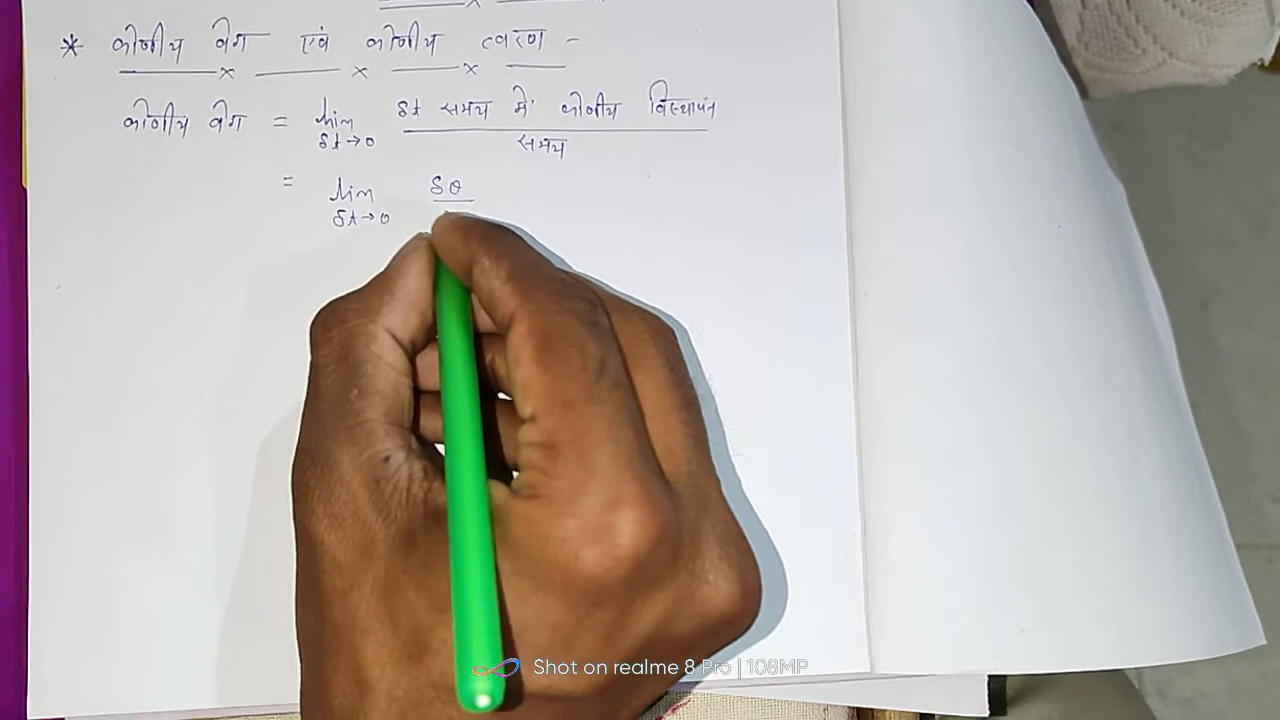 * कोणीय वेग एवं कोणीय त्वरण -
कोणीय वेग = lim δt→0 δt समय में कोणीय विस्थापन / समय
= lim δt→0 δθ
Shot on realme 8 Pro | 108MP